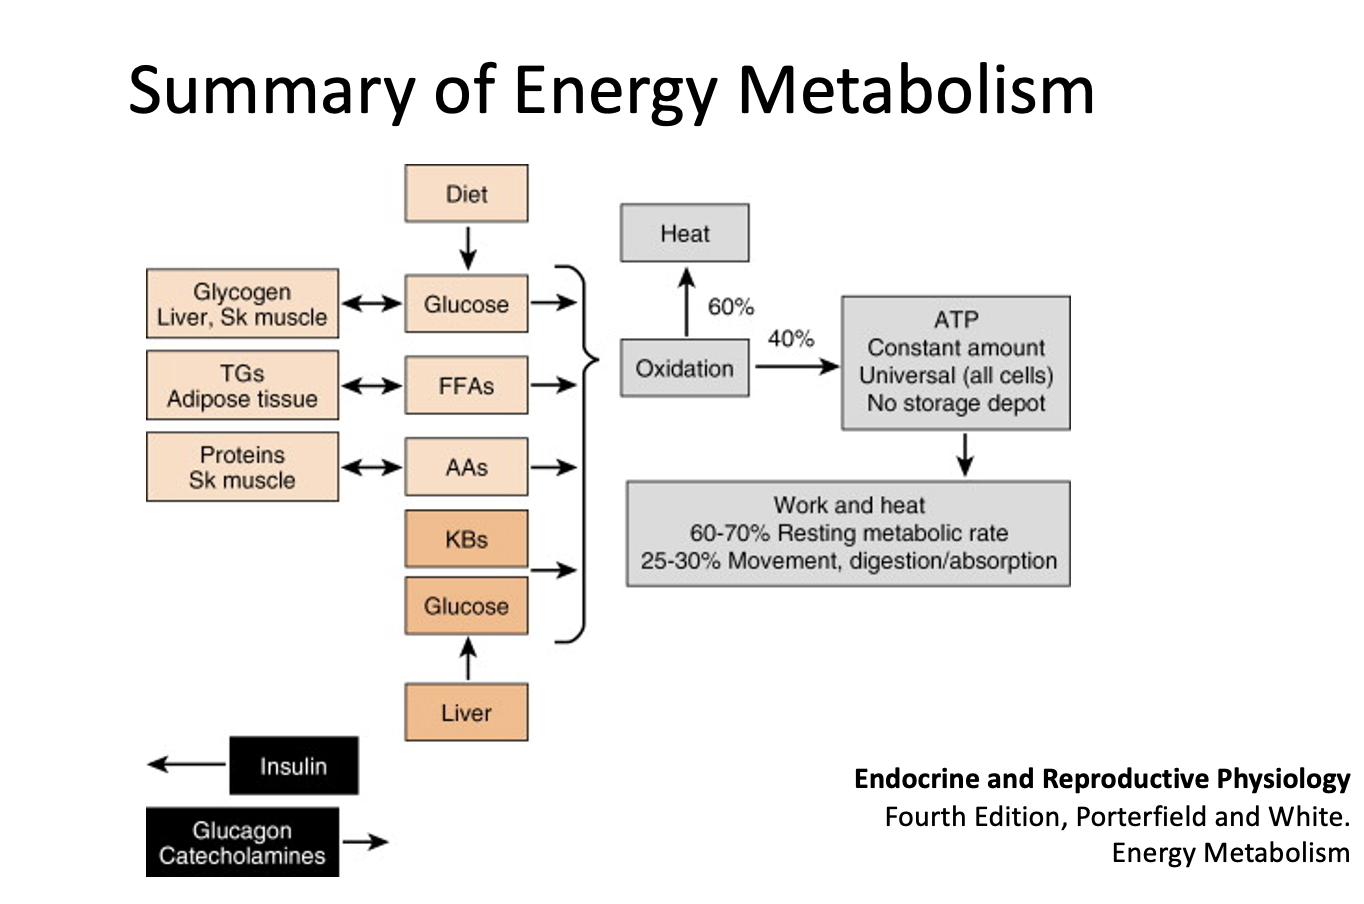 Summary of Energy Metabolism
Diet
Glycogen
Liver, Sk muscle
Glucose
TGs
Adipose tissue
FFAs
Proteins
Sk muscle
AAs
KBs
Glucose
Liver
Heat
60%
Oxidation
40%
ATP
Constant amount
Universal (all cells)
No storage depot
Work and heat
60-70% Resting metabolic rate
25-30% Movement, digestion/absorption
Insulin
Glucagon
Catecholamines
Endocrine and Reproductive Physiology
Fourth Edition, Porterfield and White.
Energy Metabolism